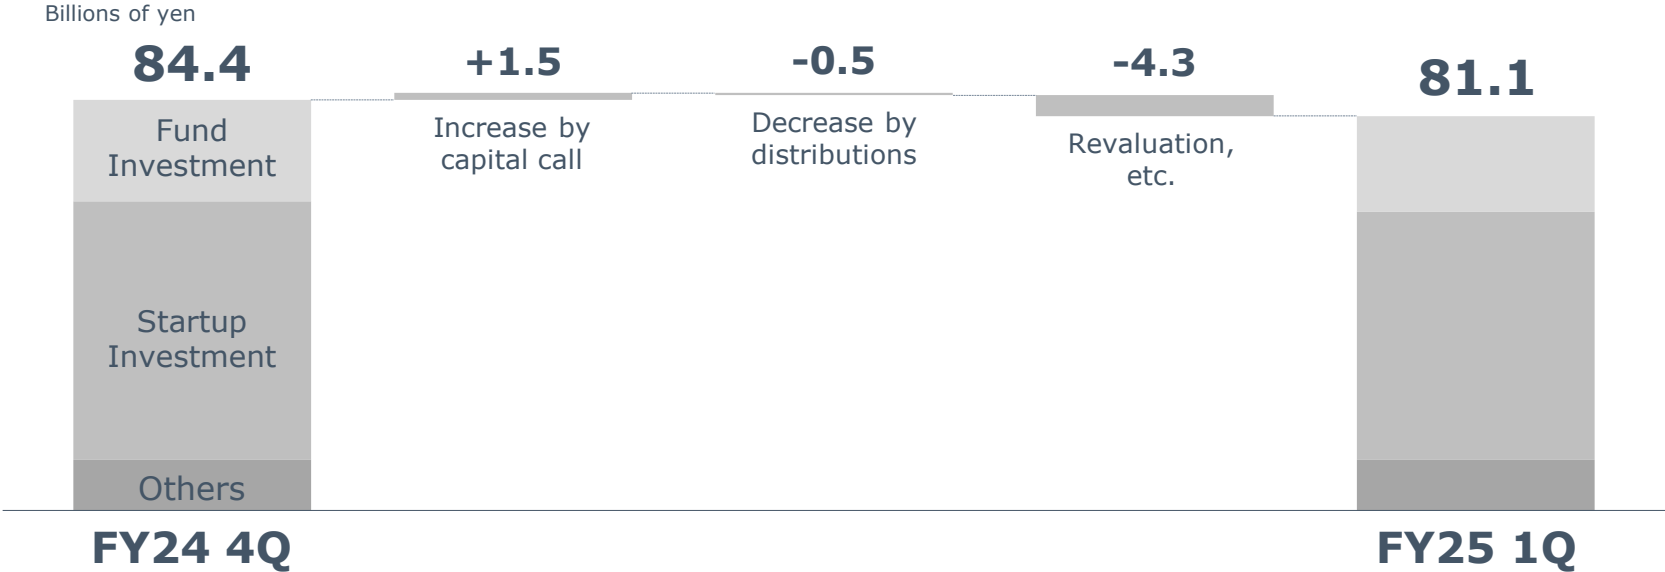 Billions of yen
84.4
+1.5
-0.5
-4.3
81.1
Fund
Investment
Increase by
capital call
Decrease by
distributions
Revaluation,
etc.
Startup
Investment
Others
FY24 4Q
FY25 1Q